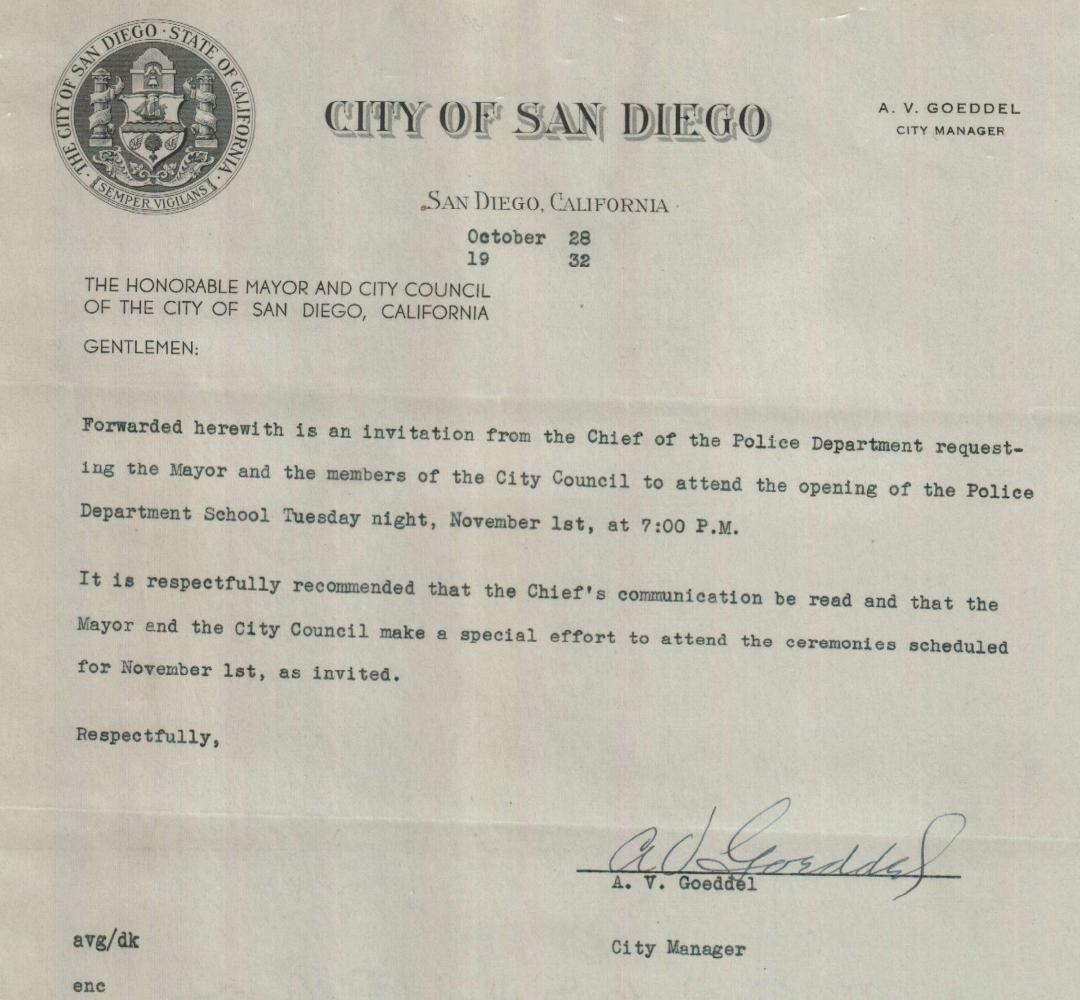 THE CITY OF SAN DIEGO · STATE OF CALIFORNIA ·
SEMPER VIGILANS
CITY OF SAN DIEGO
A. V. GOEDDEL
CITY MANAGER
SAN DIEGO, CALIFORNIA
October 28
19 32
THE HONORABLE MAYOR AND CITY COUNCIL
OF THE CITY OF SAN DIEGO, CALIFORNIA
GENTLEMEN:
Forwarded herewith is an invitation from the Chief of the Police Department request-
ing the Mayor and the members of the City Council to attend the opening of the Police
Department School Tuesday night, November 1st, at 7:00 P.M.
It is respectfully recommended that the Chief's communication be read and that the
Mayor and the City Council make a special effort to attend the ceremonies scheduled
for November 1st, as invited.
Respectfully,
A V Goeddel
A. V. Goeddel
avg/dk
City Manager
enc